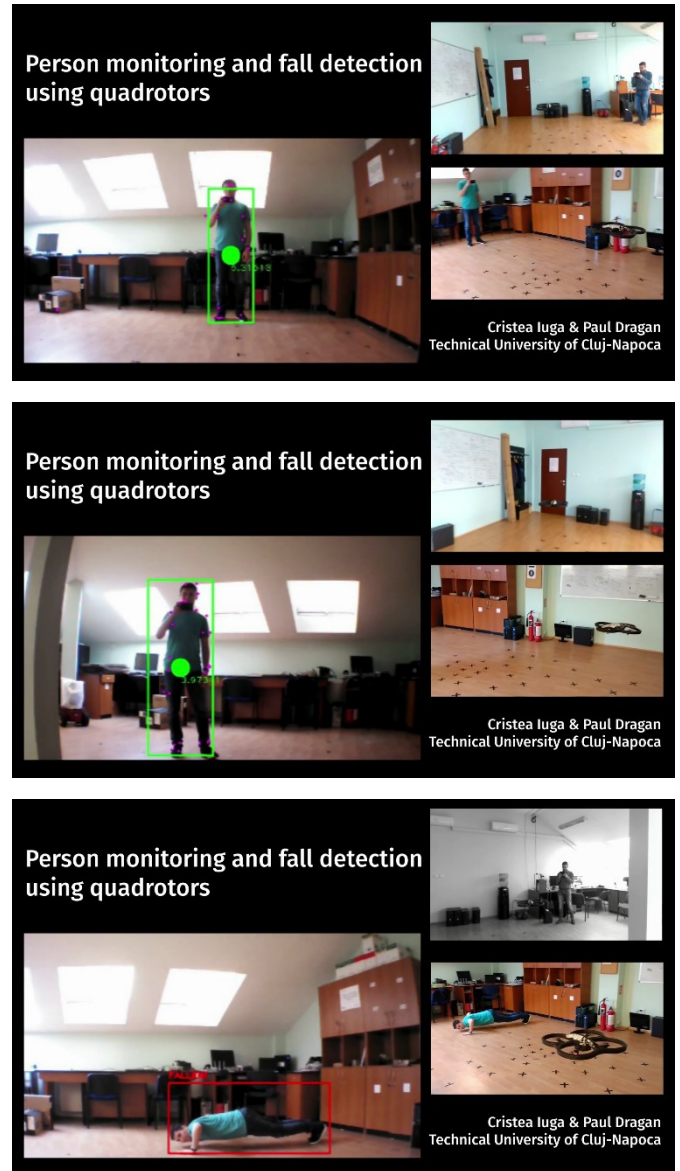 Person monitoring and fall detection
using quadrotors
Cristea Iuga & Paul Dragan
Technical University of Cluj-Napoca
Person monitoring and fall detection
using quadrotors
Cristea Iuga & Paul Dragan
Technical University of Cluj-Napoca
Person monitoring and fall detection
using quadrotors
Cristea Iuga & Paul Dragan
Technical University of Cluj-Napoca